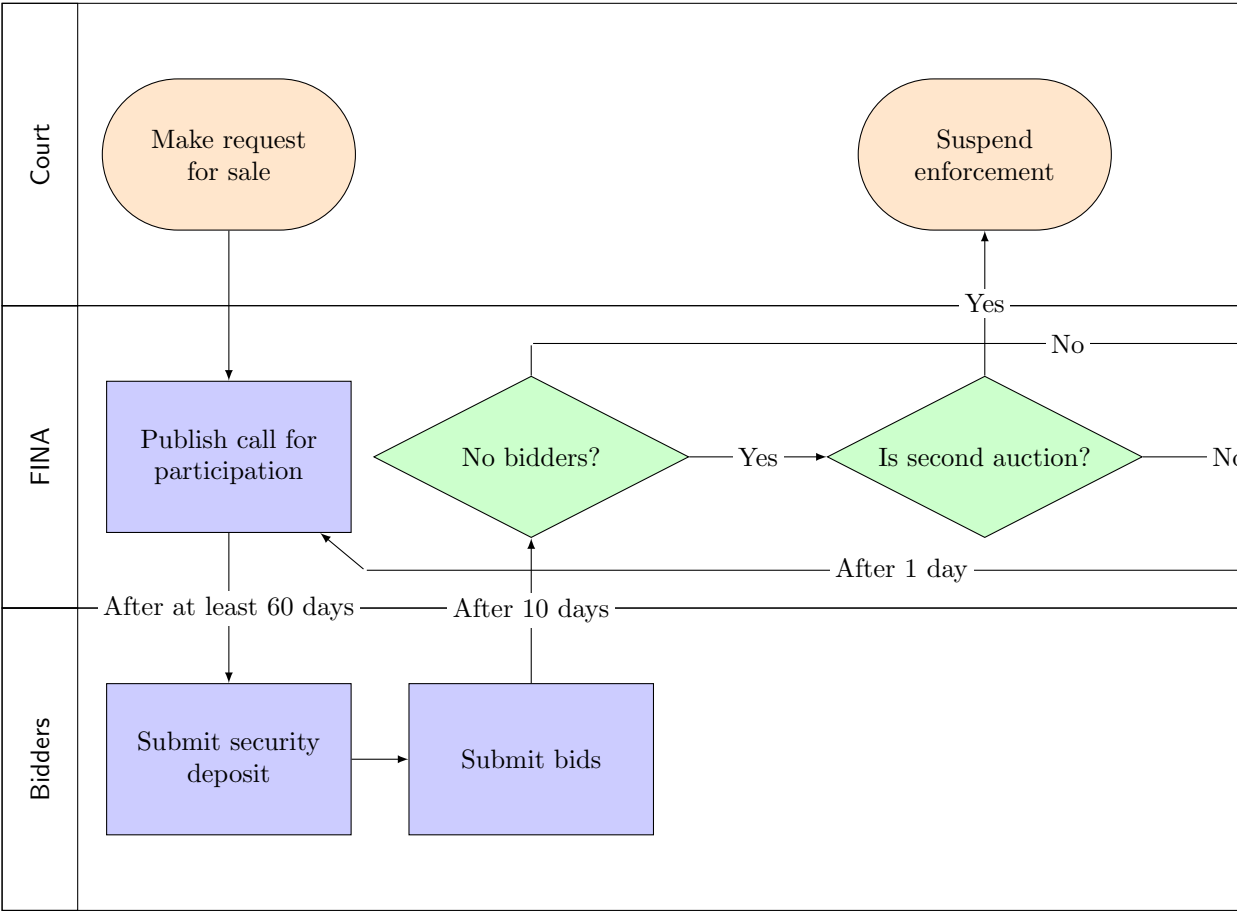 Court
Make request
for sale
Suspend
enforcement
Yes
No
FINA
Publish call for
participation
No bidders?
Yes
Is second auction?
After 1 day
After at least 60 days
After 10 days
Bidders
Submit security
deposit
Submit bids